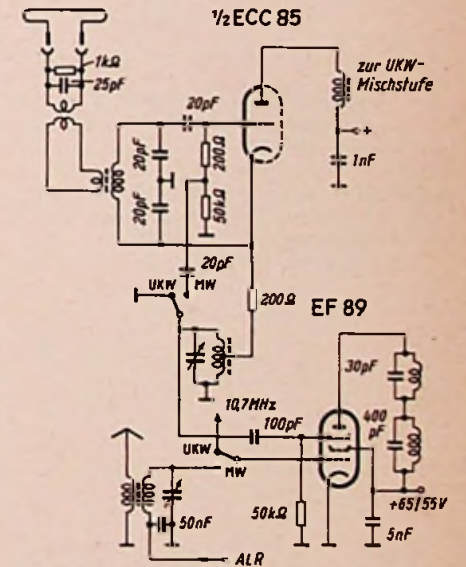 ½ ECC 85
1kΩ
25pF
zur UKW-
Mischstufe
20pF
+
20pF
200Ω
1nF
20pF
50kΩ
20pF
UKW
MW
200Ω
EF 89
30pF
10,7MHz
100pF
400
pF
UKW
MW
+65/55V
50nF
50kΩ
5nF
ALR